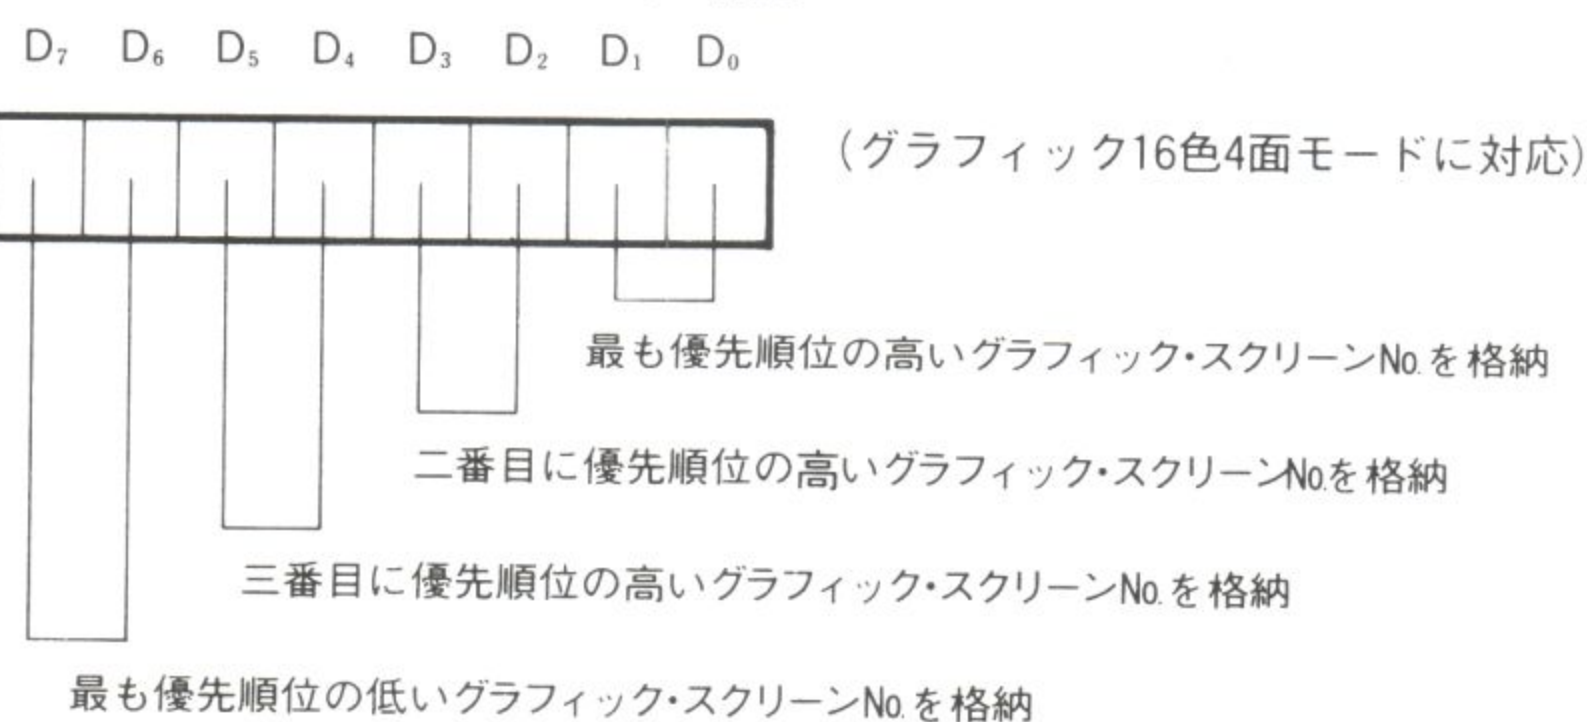 D₇ D₆ D₅ D₄ D₃ D₂ D₁ D₀
(グラフィック16色4面モードに対応)
最も優先順位の高いグラフィック・スクリーンNo.を格納
二番目に優先順位の高いグラフィック・スクリーンNo.を格納
三番目に優先順位の高いグラフィック・スクリーンNo.を格納
最も優先順位の低いグラフィック・スクリーンNo.を格納